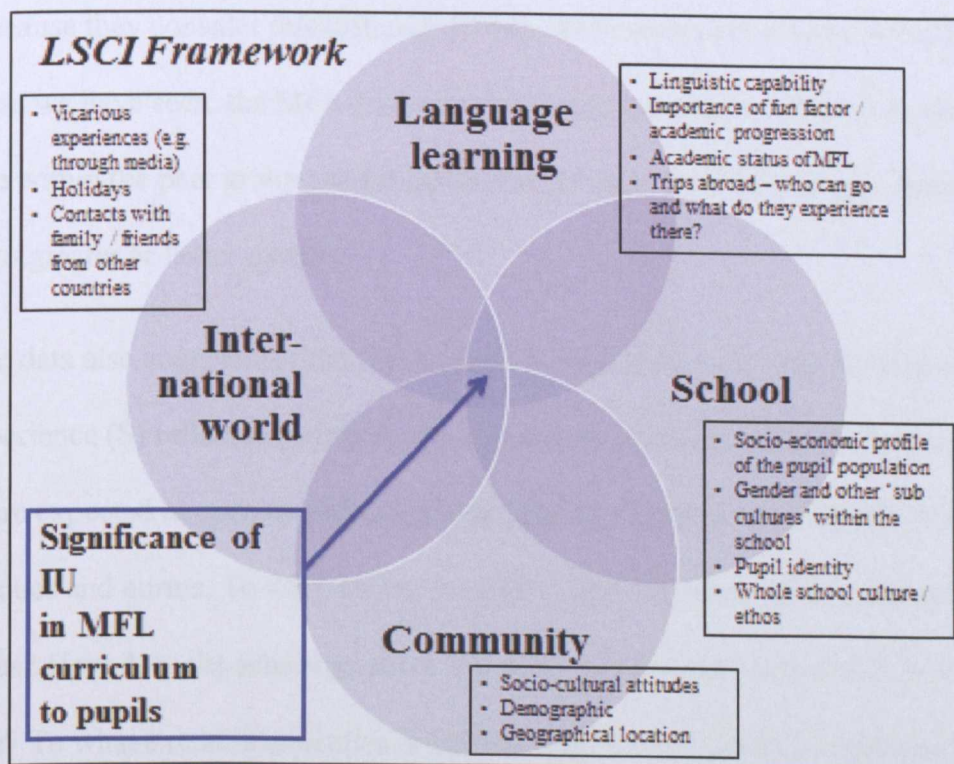 LSCI Framework
• Vicarious
experiences (e.g.
through media)
• Holidays
• Contacts with
family / friends
from other
countries
Language
learning
• Linguistic capability
• Importance of fun factor /
academic progression
• Academic status of MFL
• Trips abroad – who can go
and what do they experience
there?
Inter-
national
world
School
• Socio-economic profile
of the pupil population
• Gender and other "sub
cultures" within the
school
• Pupil identity
• Whole school culture /
ethos
Significance of
IU
in MFL
curriculum
to pupils
Community
• Socio-cultural attitudes
• Demographic
• Geographical location